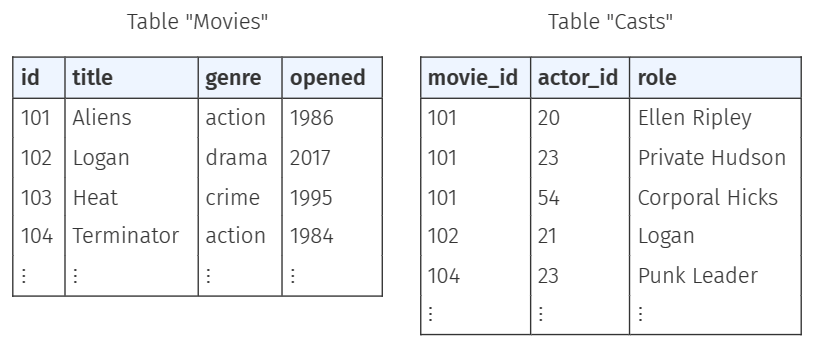 Table "Movies"
id title genre opened
101 Aliens action 1986
102 Logan drama 2017
103 Heat crime 1995
104 Terminator action 1984
⋮ ⋮ ⋮ ⋮
Table "Casts"
movie_id actor_id role
101 20 Ellen Ripley
101 23 Private Hudson
101 54 Corporal Hicks
102 21 Logan
104 23 Punk Leader
⋮ ⋮ ⋮